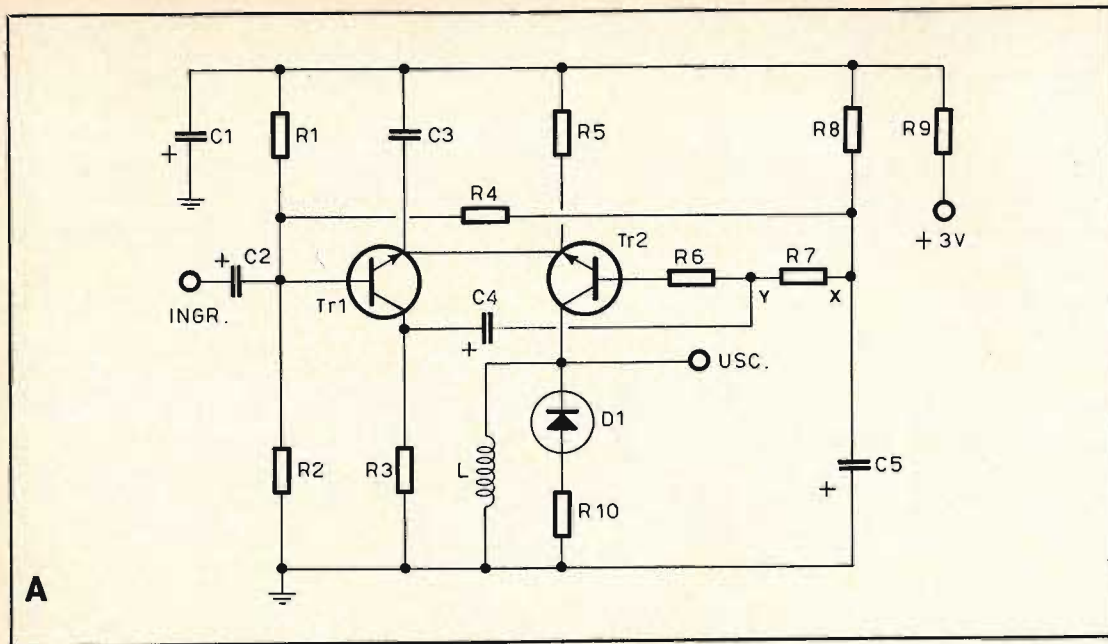 C1
R1
C3
R5
R8
R9
R4
+ 3V
Tr2
C2
+
+
R6
R7
INGR.
Tr1
C4
Y
X
+
USC.
D1
R2
R3
L
C5
+
R10
A